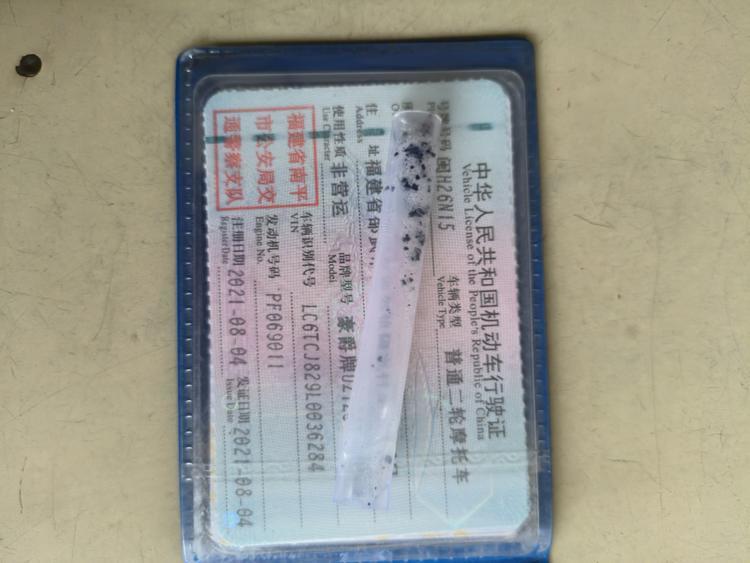 中华人民共和国机动车行驶证
Vehicle License of the People's Republic of China
号牌号码 闽H26N15 车辆类型 普通二轮摩托车
Vehicle Type
住 址 福建省
Address
使用性质 非营运 品牌型号 豪爵牌
Use Character Model
福建省南平
市公安局交
通警察支队
车辆识别代号 LC6TCJ829L0036284
VIN
发动机号码 PF069011
Engine No.
注册日期 2021-08-04 发证日期 2021-08-04
Register Date Issue Date